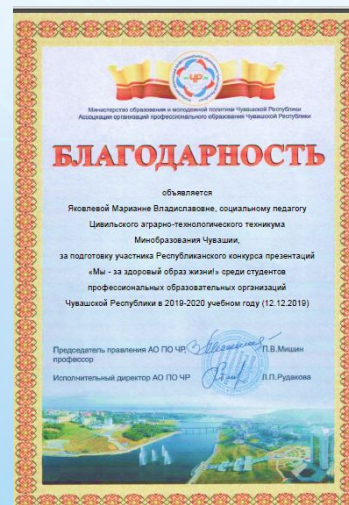 Министерство образования и молодежной политики Чувашской Республики
Ассоциация организаций профессионального образования Чувашской Республики
БЛАГОДАРНОСТЬ
объявляется
Яковлевой Марианне Владиславовне, социальному педагогу
Цивильского аграрно-технологического техникума
Минобразования Чувашии,
за подготовку участника Республиканского конкурса презентаций
«Мы - за здоровый образ жизни!» среди студентов
профессиональных образовательных организаций
Чувашской Республики в 2019-2020 учебном году (12.12.2019)
Председатель правления АО ПО ЧР, П.В.Мишин
профессор
Исполнительный директор АО ПО ЧР Л.П.Рудакова